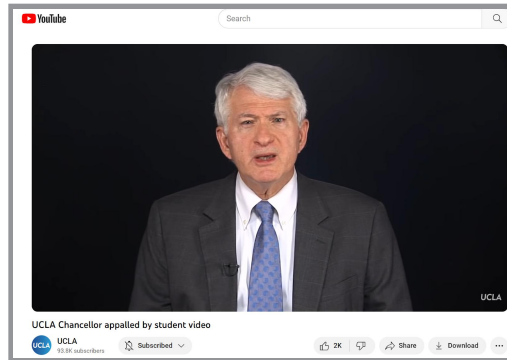 YouTube
Search
UCLA
UCLA Chancellor appalled by student video
UCLA
UCLA
93.8K subscribers
Subscribed
2K
Share
Download